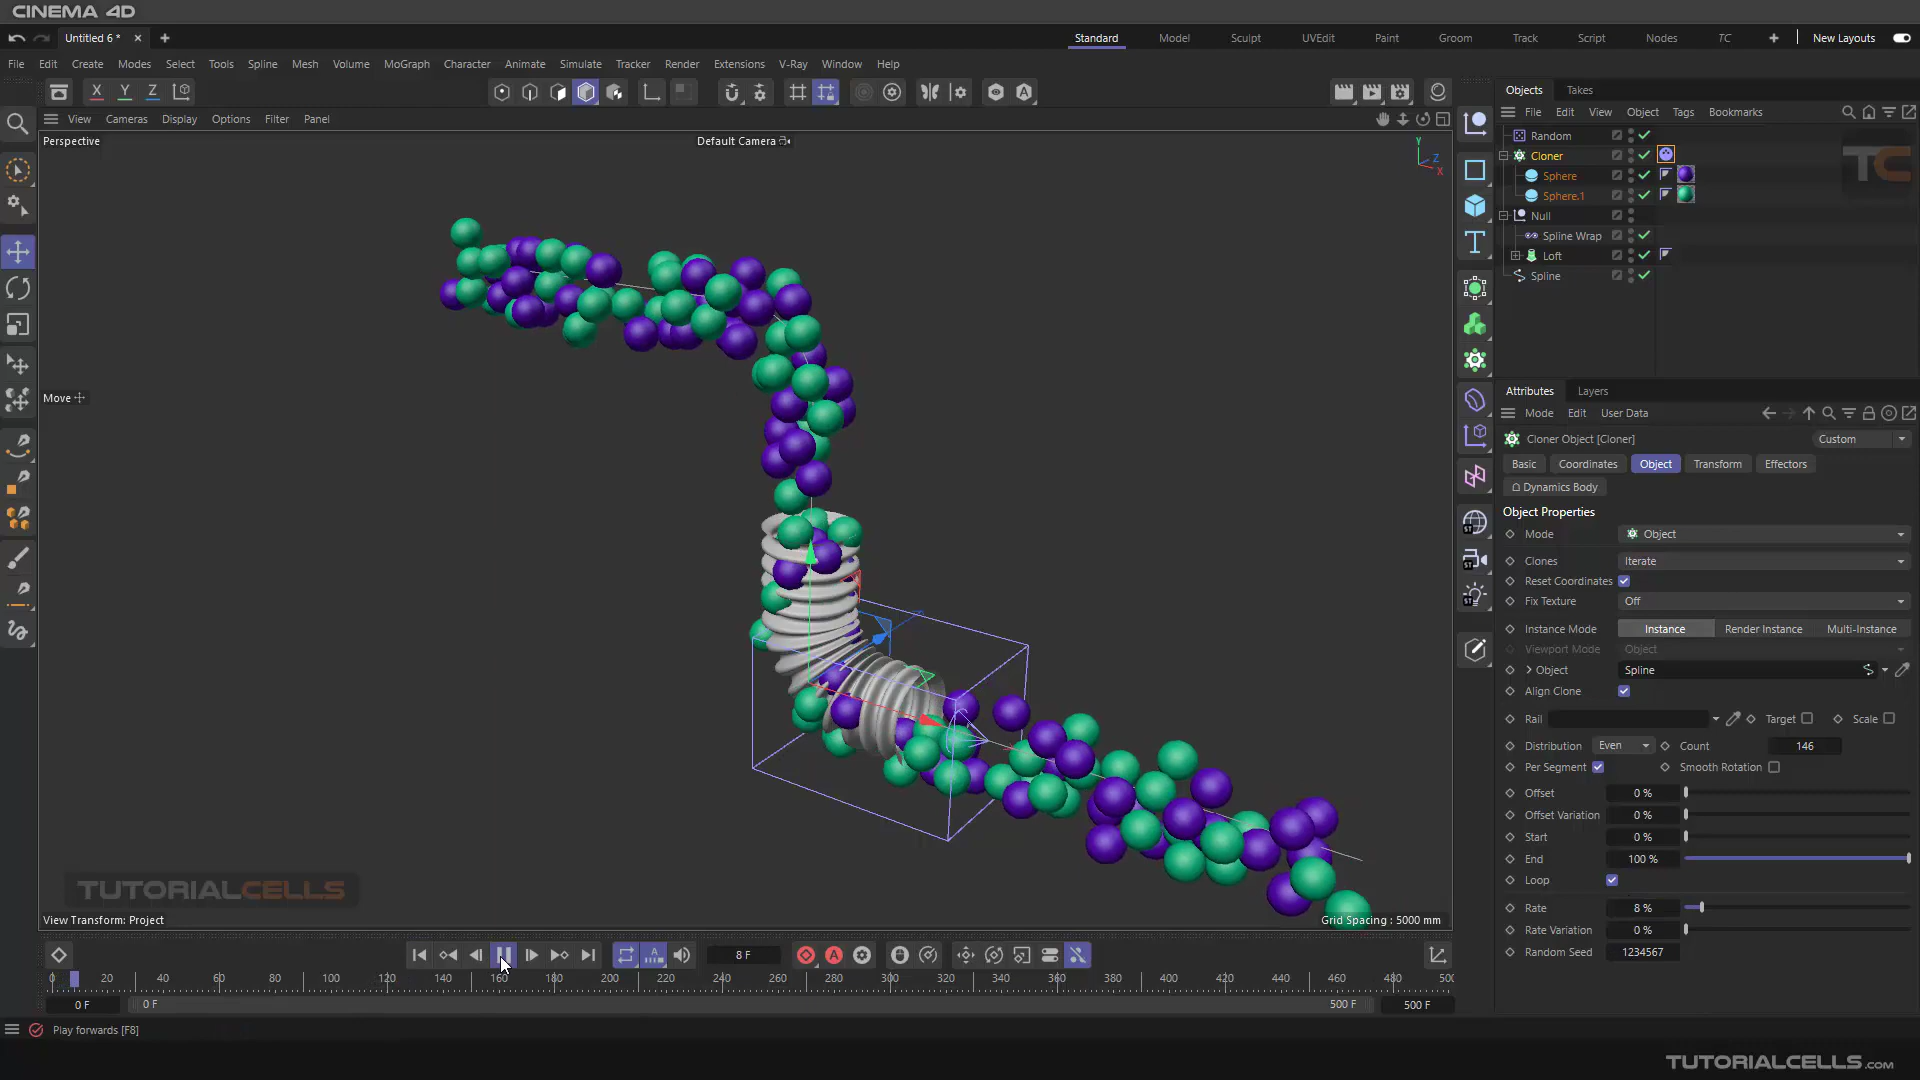 CINEMA 4D
Untitled 6 *
Standard Model Sculpt UVEdit Paint Groom Track Script Nodes TC New Layouts
File Edit Create Modes Select Tools Spline Mesh Volume MoGraph Character Animate Simulate Tracker Render Extensions V-Ray Window Help
X Y Z
View Cameras Display Options Filter Panel
Perspective
Default Camera
Y
Z
X
Move
TUTORIALCELLS
View Transform: Project
Grid Spacing : 5000 mm
8 F
0 20 40 60 80 100 120 140 160 180 200 220 240 260 280 300 320 340 360 380 400 420 440 460 480 500
0 F
0 F
500 F
500 F
Play forwards [F8]
Objects Takes
File Edit View Object Tags Bookmarks
Random
Cloner
Sphere
Sphere.1
Null
Spline Wrap
Loft
Spline
TC
Attributes Layers
Mode Edit User Data
Cloner Object [Cloner]
Custom
Basic Coordinates Object Transform Effectors
Dynamics Body
Object Properties
Mode Object
Clones Iterate
Reset Coordinates
Fix Texture Off
Instance Mode Instance Render Instance Multi-Instance
Viewport Mode Object
Object Spline
Align Clone
Rail Target Scale
Distribution Even Count 146
Per Segment Smooth Rotation
Offset 0 %
Offset Variation 0 %
Start 0 %
End 100 %
Loop
Rate 8 %
Rate Variation 0 %
Random Seed 1234567
TUTORIALCELLS.com